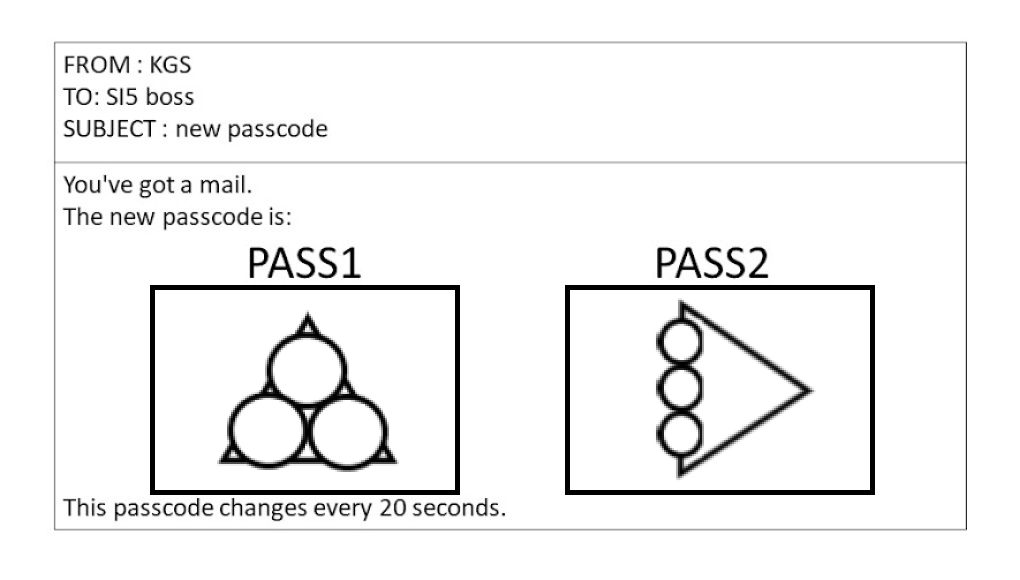 FROM : KGS
TO: SI5 boss
SUBJECT : new passcode
You've got a mail.
The new passcode is:
PASS1
PASS2
This passcode changes every 20 seconds.